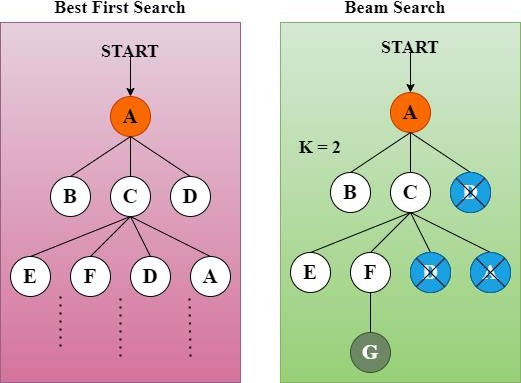 Best First Search
START
A
B C D
E F D A
Beam Search
START
A
K = 2
B C D
E F D A
G